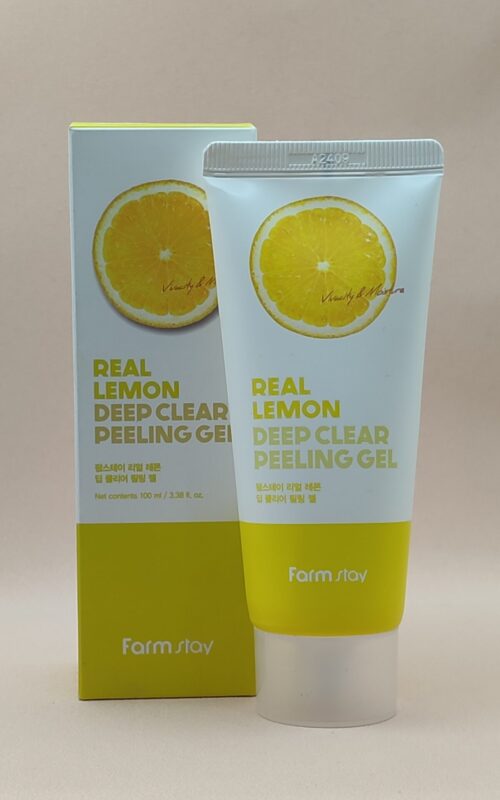 REAL
LEMON
DEEP CLEAR
PEELING GEL
팜스테이 리얼 레몬
딥 클리어 필링 젤
Net contents 100 ml / 3.38 fl. oz.
Farm stay
A2409
REAL
LEMON
DEEP CLEAR
PEELING GEL
팜스테이 리얼 레몬
딥 클리어 필링 젤
Farm stay